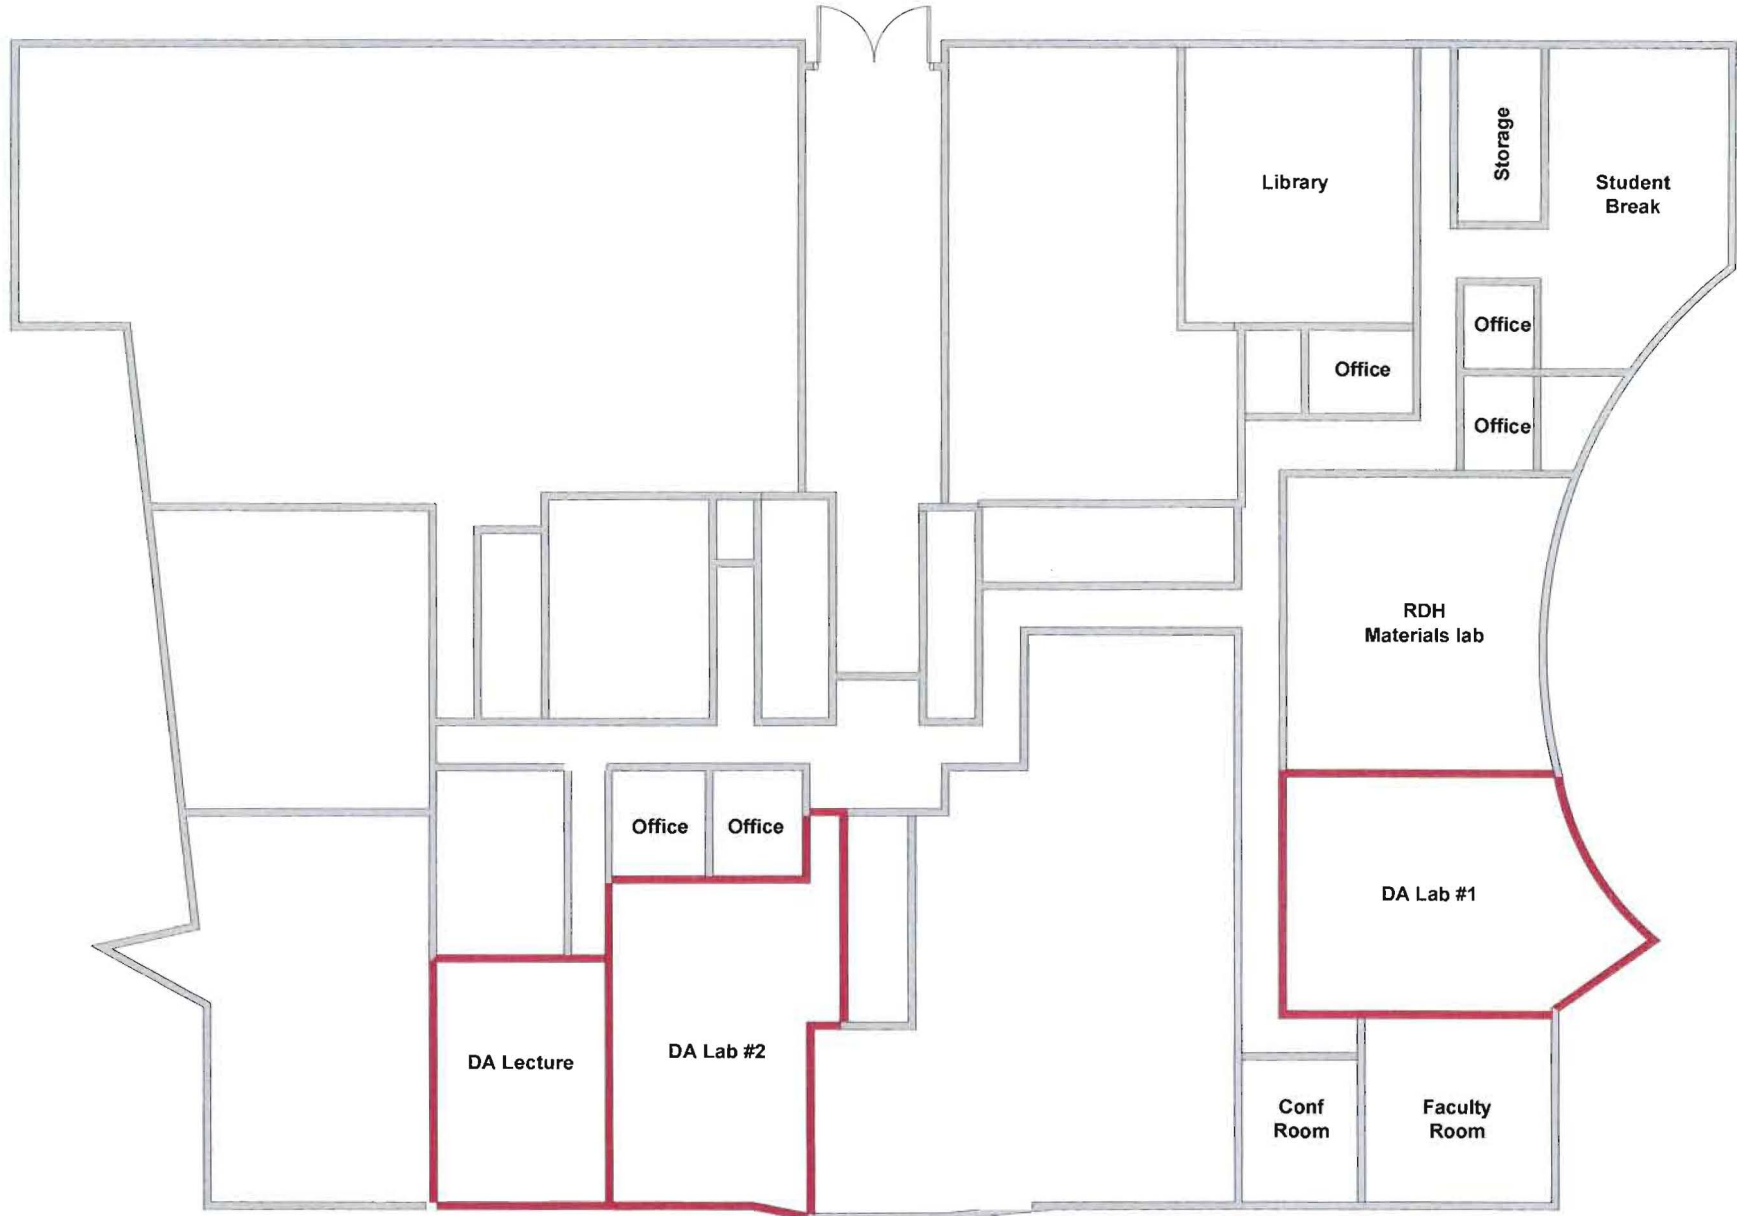 Storage
Library
Student
Break
Office
Office
Office
RDH
Materials lab
Office
Office
DA Lab #1
DA Lecture
DA Lab #2
Conf
Room
Faculty
Room